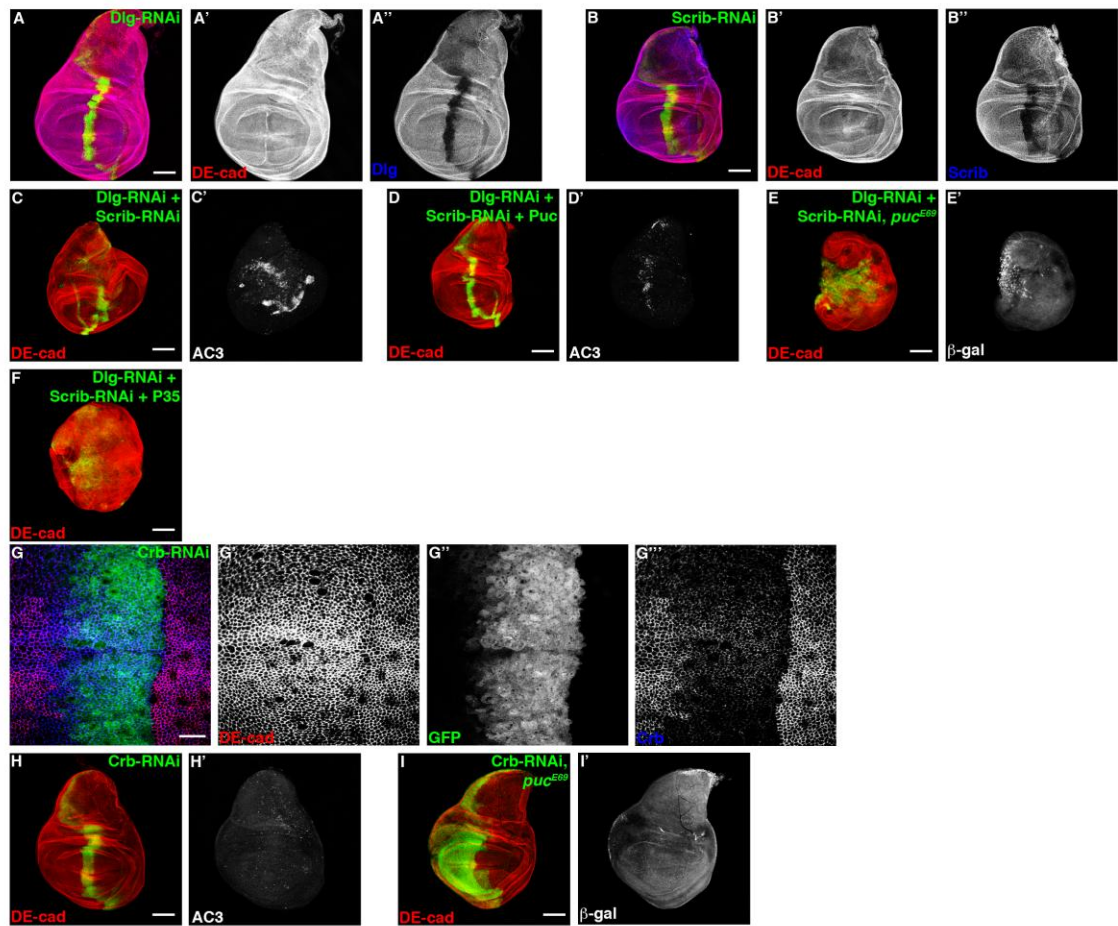 A
Dlg-RNAi
DE-cad
A'
DE-cad
A''
Dlg
B
Scrib-RNAi
B'
DE-cad
B''
Scrib
C
Dlg-RNAi +
Scrib-RNAi
DE-cad
C'
AC3
D
Dlg-RNAi +
Scrib-RNAi + Puc
DE-cad
D'
AC3
E
Dlg-RNAi +
Scrib-RNAi, puc^E69
DE-cad
E'
β-gal
F
Dlg-RNAi +
Scrib-RNAi + P35
DE-cad
G
Crb-RNAi
G'
DE-cad
G''
GFP
G'''
Crb
H
Crb-RNAi
DE-cad
H'
AC3
I
Crb-RNAi,
puc^E69
DE-cad
I'
β-gal